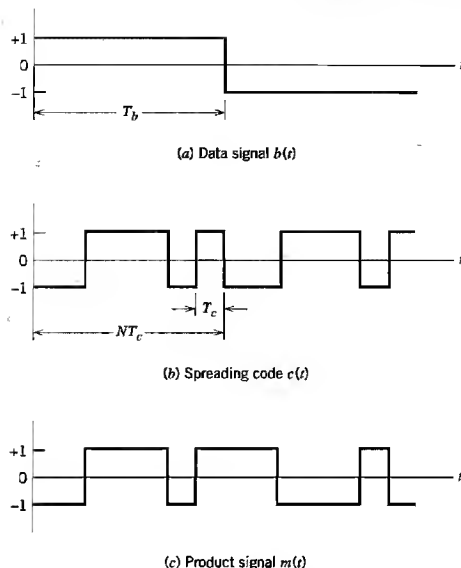 +1
0
-1
t
T_b
(a) Data signal b(t)
+1
0
-1
t
T_c
NT_c
(b) Spreading code c(t)
+1
0
-1
t
(c) Product signal m(t)